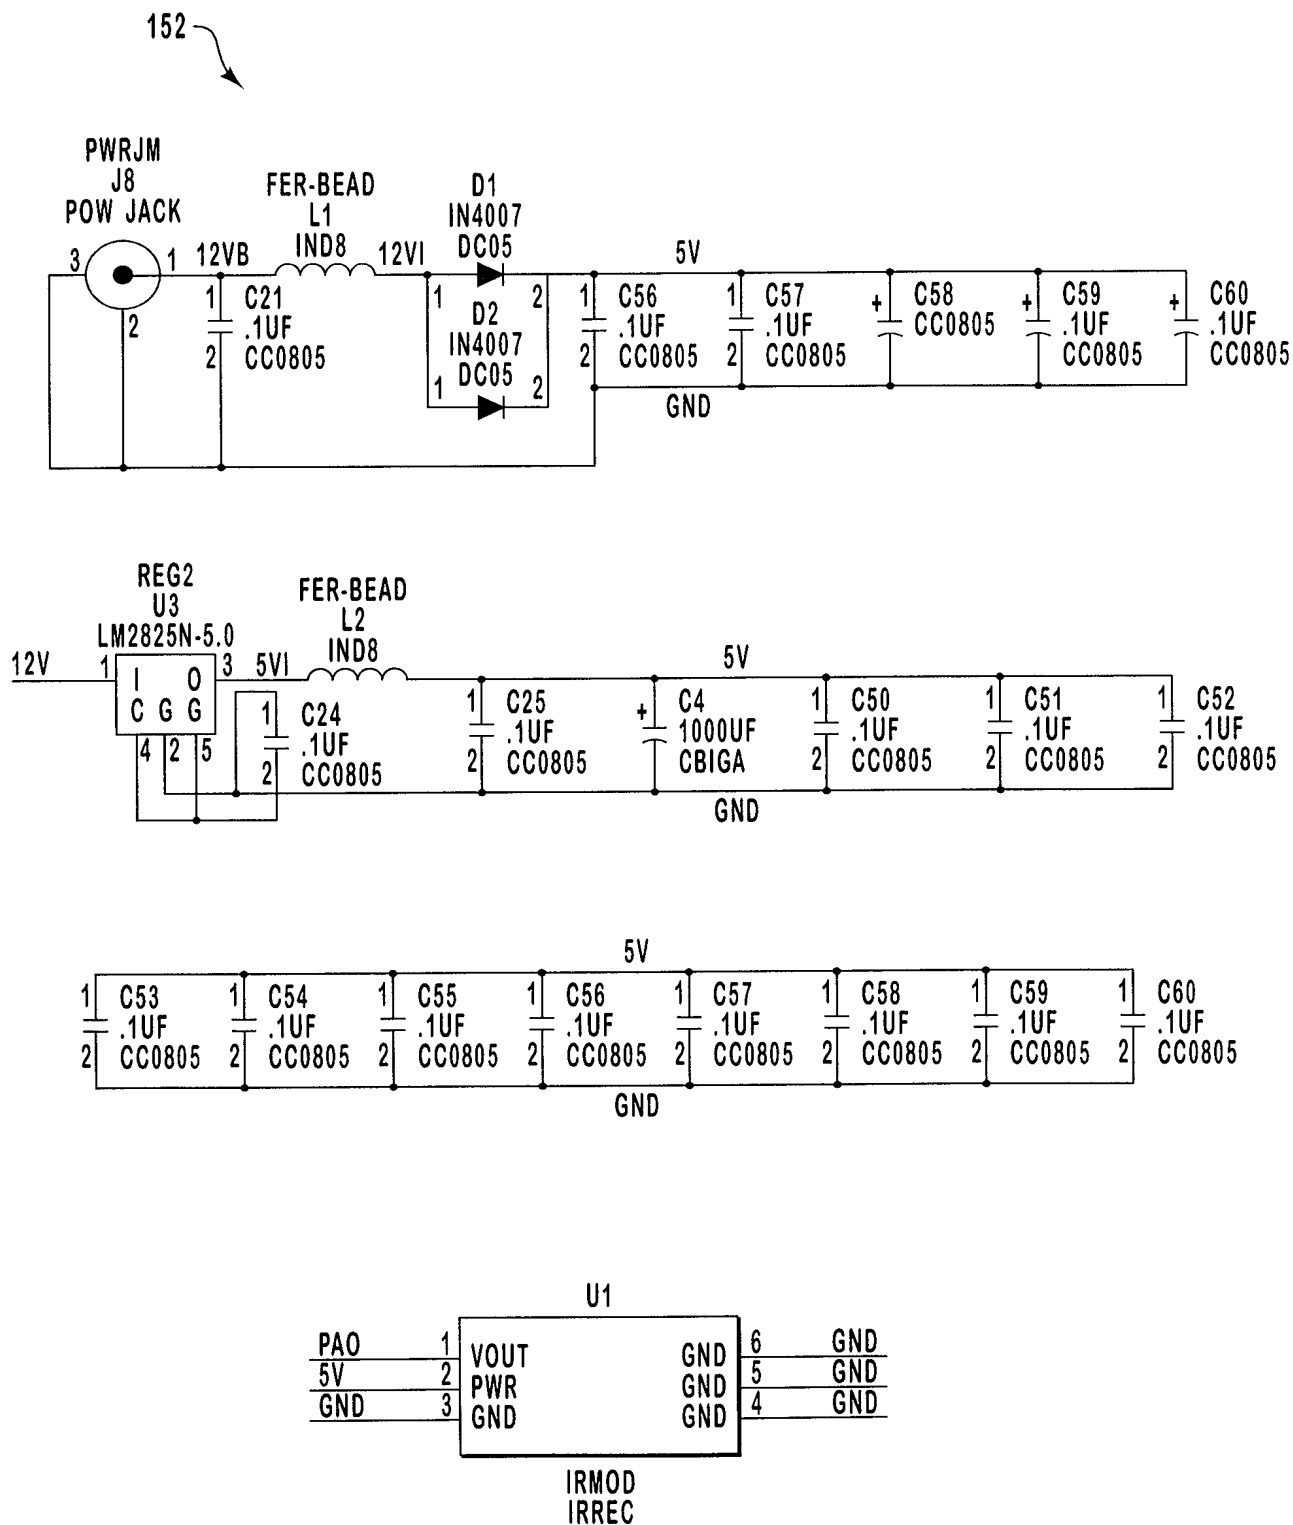 152
PWRJM
J8
POW JACK
3
1
2
12VB
FER-BEAD
L1
IND8
12VI
D1
IN4007
DC05
1
2
D2
IN4007
DC05
1
2
1
C21
.1UF
2
CC0805
5V
1
C56
.1UF
2
CC0805
1
C57
.1UF
2
CC0805
+
C58
CC0805
+
C59
.1UF
CC0805
+
C60
.1UF
CC0805
GND
REG2
U3
LM2825N-5.0
12V
1
I O
C G G
3
4 2 5
5VI
FER-BEAD
L2
IND8
1
C24
.1UF
2
CC0805
5V
1
C25
.1UF
2
CC0805
+
C4
1000UF
CBIGA
1
C50
.1UF
2
CC0805
1
C51
.1UF
2
CC0805
1
C52
.1UF
2
CC0805
GND
5V
1
C53
.1UF
2
CC0805
1
C54
.1UF
2
CC0805
1
C55
.1UF
2
CC0805
1
C56
.1UF
2
CC0805
1
C57
.1UF
2
CC0805
1
C58
.1UF
2
CC0805
1
C59
.1UF
2
CC0805
1
C60
.1UF
2
CC0805
GND
U1
PAO 1 VOUT GND 6 GND
5V 2 PWR GND 5 GND
GND 3 GND GND 4 GND
IRMOD
IRREC